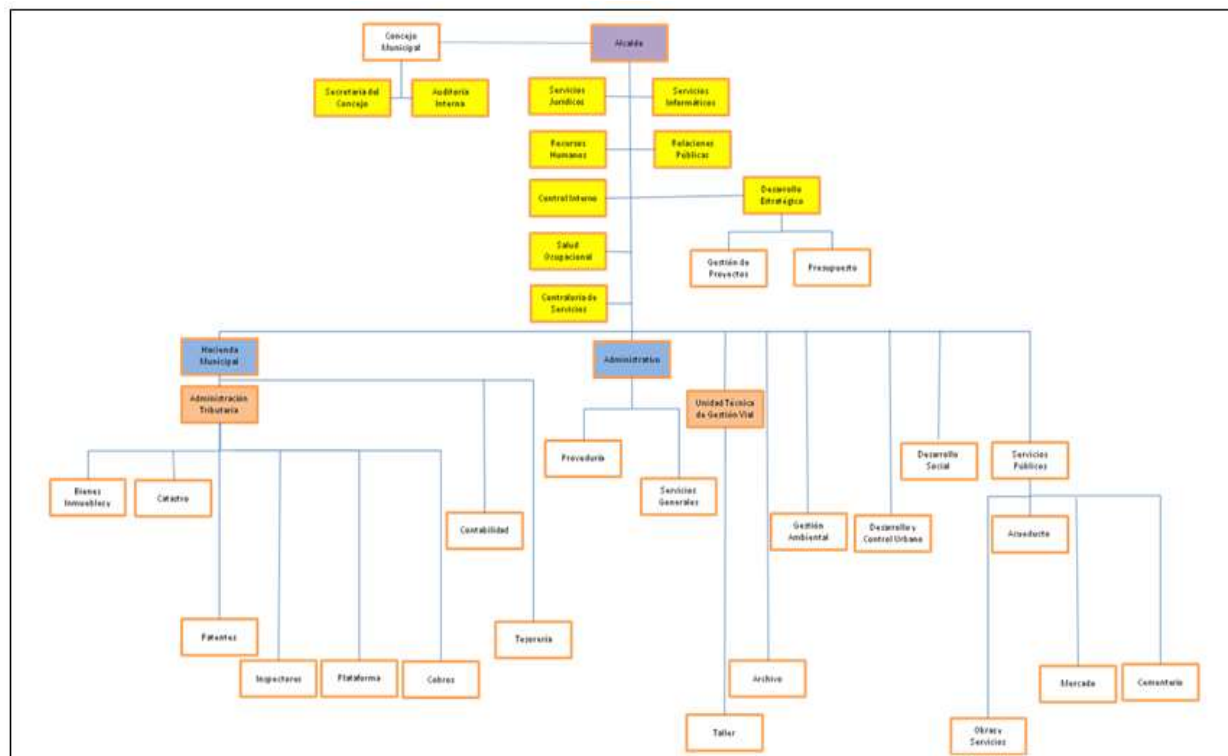 Concejo
Municipal
Alcalde
Secretaría del
Concejo
Auditoría
Interna
Servicios
Jurídicos
Servicios
Informáticos
Recursos
Humanos
Relaciones
Públicas
Control Interno
Desarrollo
Estratégico
Salud
Ocupacional
Gestión de
Proyectos
Presupuesto
Contraloría de
Servicios
Hacienda
Municipal
Administrativo
Administración
Tributaria
Unidad Técnica
de Gestión Vial
Proveeduría
Desarrollo
Social
Servicios
Públicos
Bienes
Inmuebles y
Catastro
Servicios
Generales
Contabilidad
Gestión
Ambiental
Desarrollo y
Control Urbano
Acueducto
Patentes
Tesorería
Inspectores
Plataforma
Cobros
Archivo
Mercado
Cementerio
Taller
Obras y
Servicios